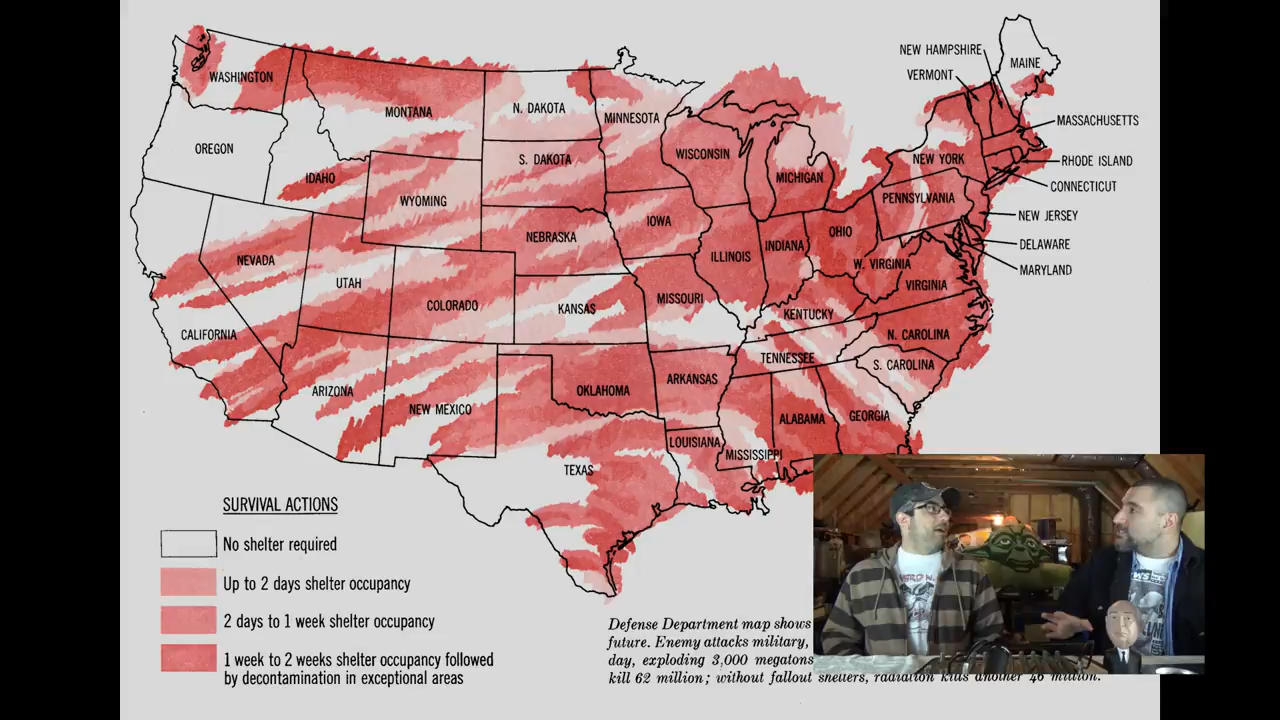 NEW HAMPSHIRE
VERMONT
MAINE
WASHINGTON
MONTANA
N. DAKOTA
MINNESOTA
MASSACHUSETTS
OREGON
S. DAKOTA
WISCONSIN
NEW YORK
RHODE ISLAND
IDAHO
MICHIGAN
CONNECTICUT
WYOMING
PENNSYLVANIA
NEW JERSEY
IOWA
NEBRASKA
OHIO
DELAWARE
INDIANA
ILLINOIS
NEVADA
W. VIRGINIA
MARYLAND
UTAH
VIRGINIA
MISSOURI
COLORADO
KANSAS
KENTUCKY
CALIFORNIA
N. CAROLINA
TENNESSEE
S. CAROLINA
ARKANSAS
ARIZONA
OKLAHOMA
NEW MEXICO
ALABAMA
GEORGIA
LOUISIANA
MISSISSIPPI
TEXAS
SURVIVAL ACTIONS
No shelter required
Up to 2 days shelter occupancy
2 days to 1 week shelter occupancy
1 week to 2 weeks shelter occupancy followed
by decontamination in exceptional areas
Defense Department map shows
future. Enemy attacks military,
day, exploding 3,000 megatons
kill 62 million; without fallout shelters, radiation kills another 46 million.